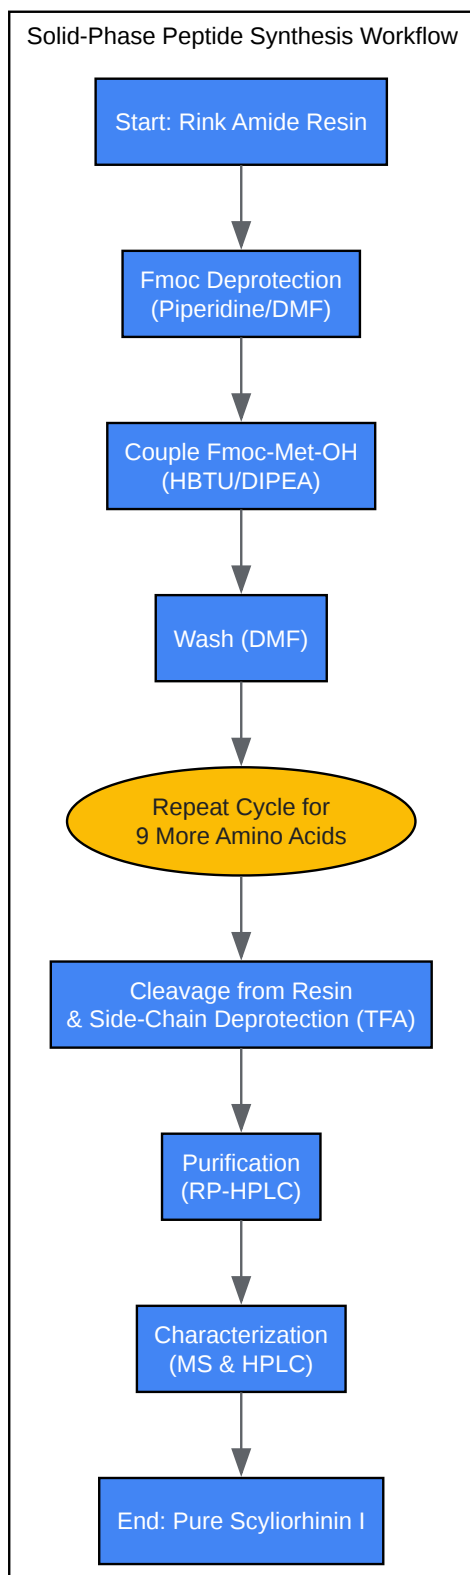 Solid-Phase Peptide Synthesis Workflow
Start: Rink Amide Resin
Fmoc Deprotection
(Piperidine/DMF)
Couple Fmoc-Met-OH
(HBTU/DIPEA)
Wash (DMF)
Repeat Cycle for
9 More Amino Acids
Cleavage from Resin
& Side-Chain Deprotection (TFA)
Purification
(RP-HPLC)
Characterization
(MS & HPLC)
End: Pure Scyliorhinin I